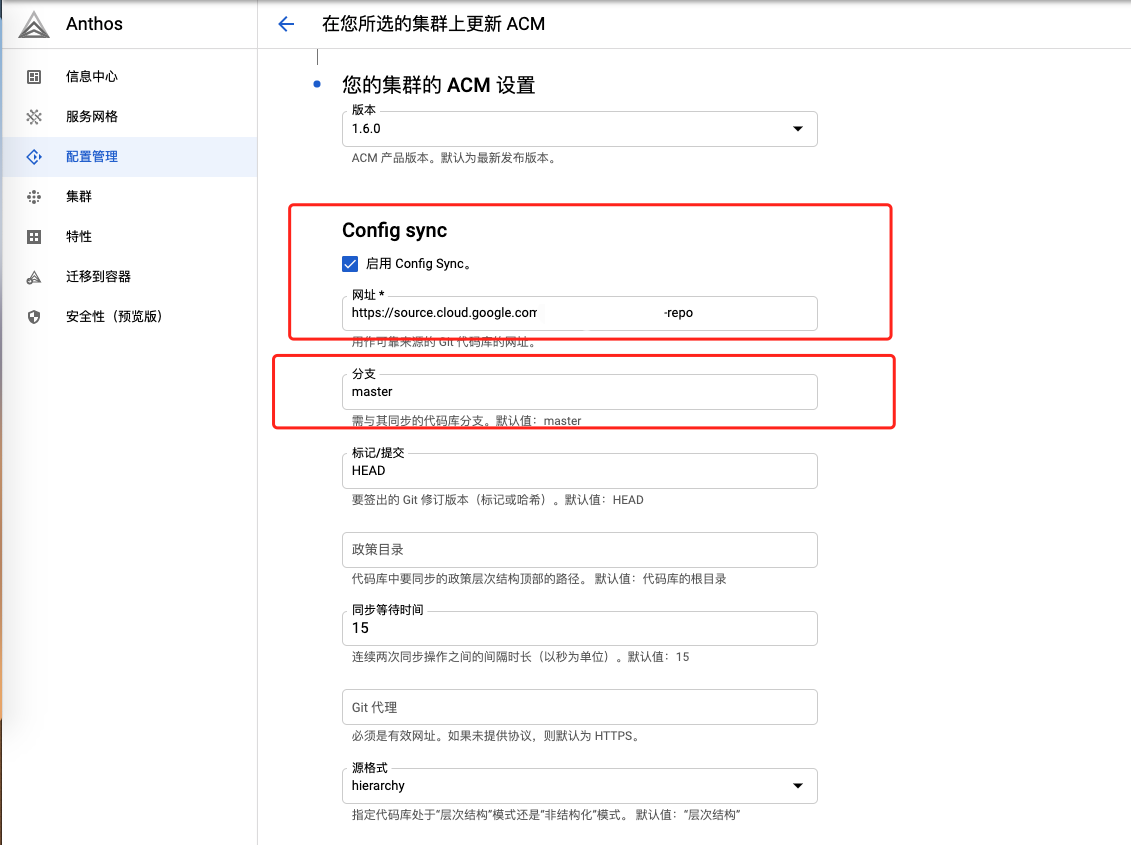 Anthos
在您所选的集群上更新 ACM
信息中心
服务网格
配置管理
集群
特性
迁移到容器
安全性（预览版）
您的集群的 ACM 设置
版本
1.6.0
ACM 产品版本。默认为最新发布版本。
Config sync
启用 Config Sync。
网址 *
https://source.cloud.google.com -repo
用作可靠来源的 Git 代码库的网址。
分支
master
需与其同步的代码库分支。默认值：master
标记/提交
HEAD
要签出的 Git 修订版本（标记或哈希）。默认值：HEAD
政策目录
代码库中要同步的政策层次结构顶部的路径。 默认值：代码库的根目录
同步等待时间
15
连续两次同步操作之间的间隔时长（以秒为单位）。默认值：15
Git 代理
必须是有效网址。如果未提供协议，则默认为 HTTPS。
源格式
hierarchy
指定代码库处于“层次结构”模式还是“非结构化”模式。 默认值：“层次结构”